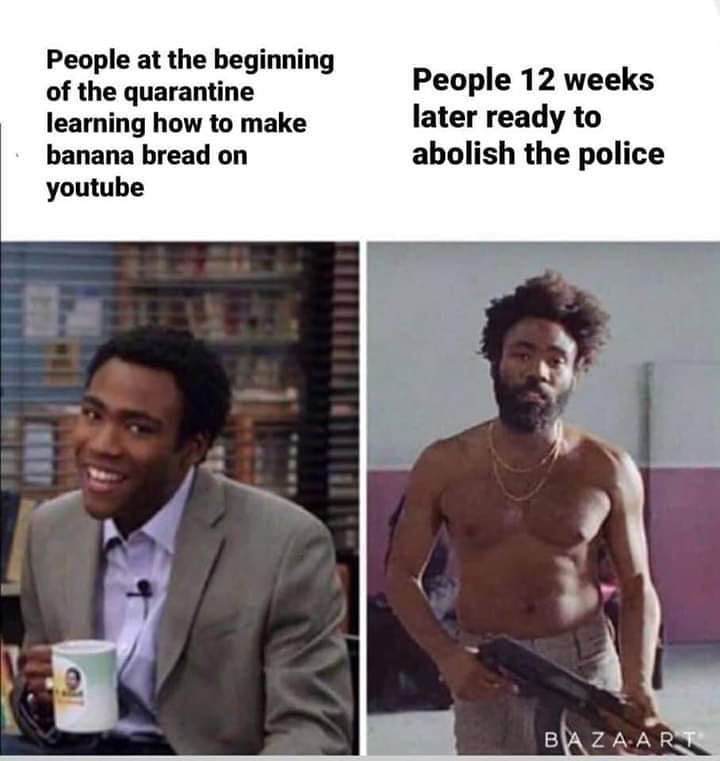 People at the beginning
of the quarantine
learning how to make
banana bread on
youtube
People 12 weeks
later ready to
abolish the police
BAZAART